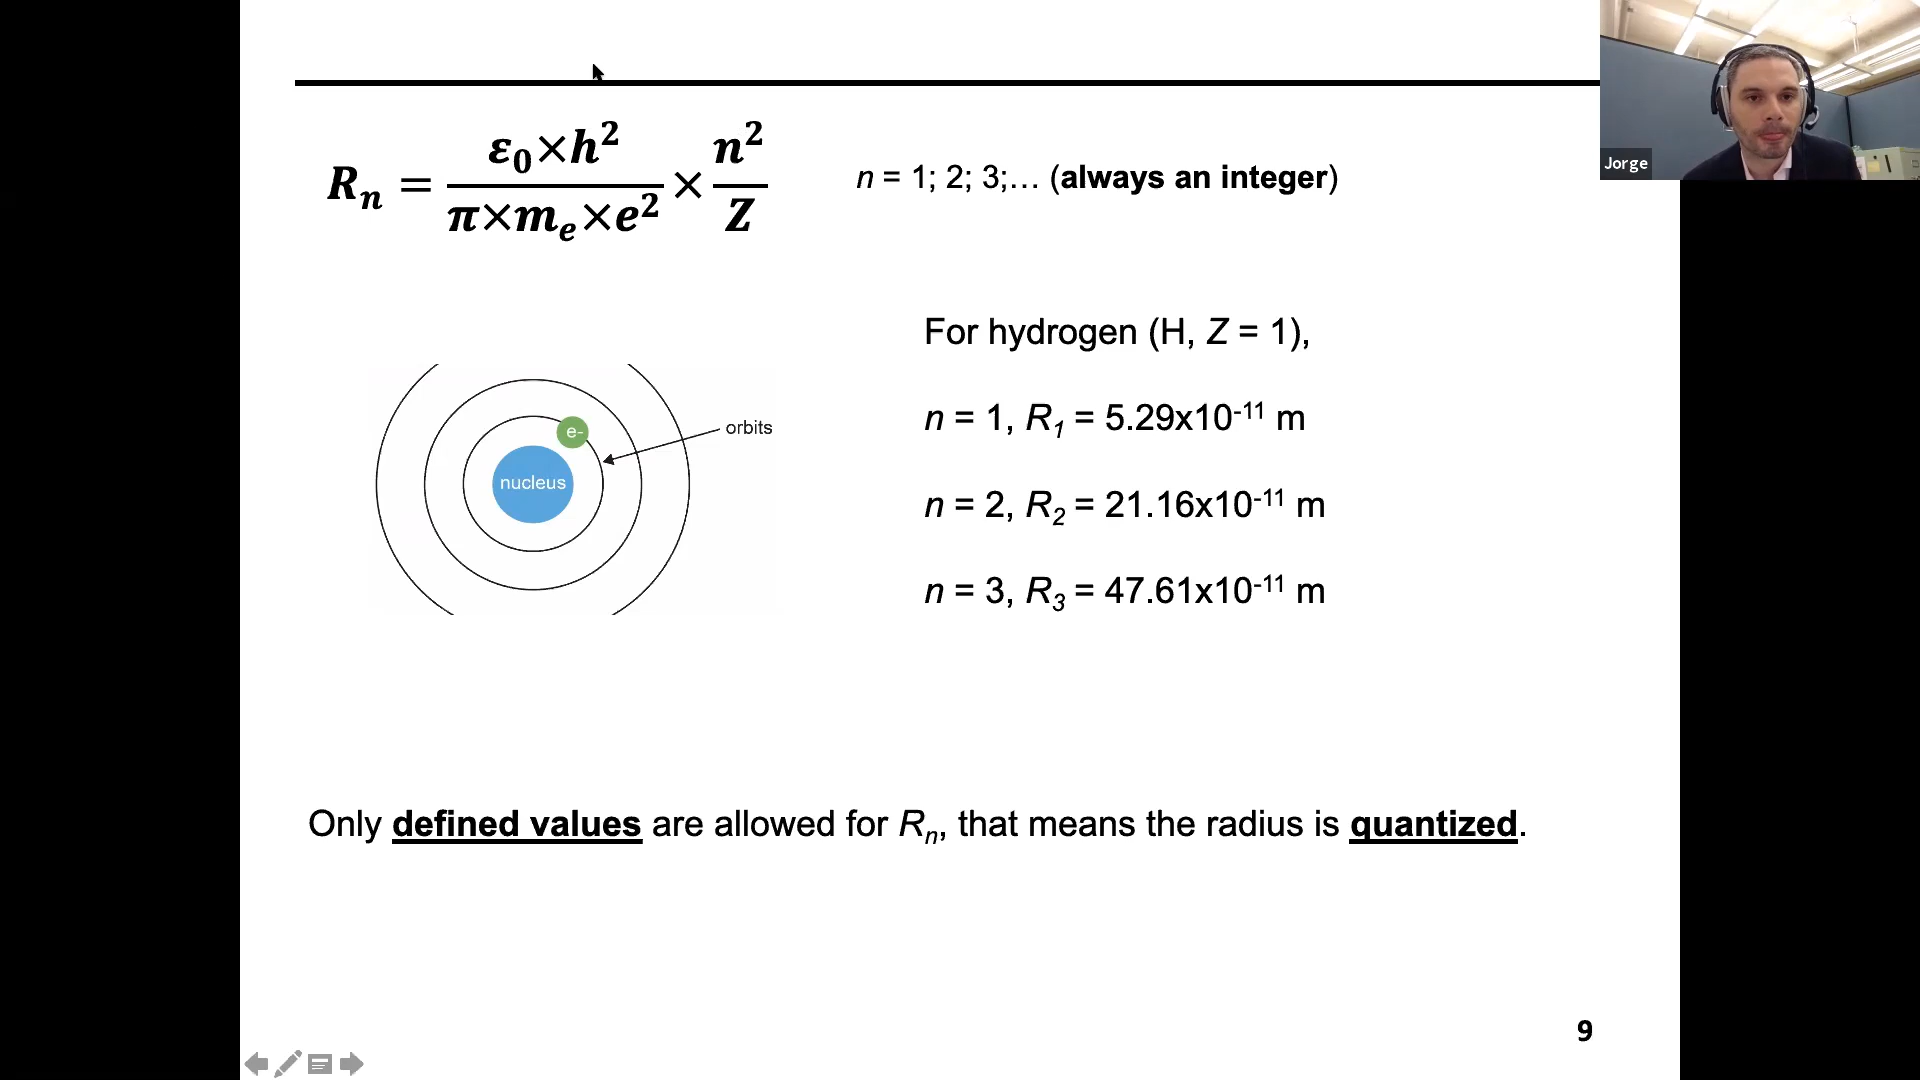 Jorge
Rₙ = ε₀×h² / π×mₑ×e² × n² / Z
n = 1; 2; 3;… (always an integer)
For hydrogen (H, Z = 1),
n = 1, R₁ = 5.29x10⁻¹¹ m
n = 2, R₂ = 21.16x10⁻¹¹ m
n = 3, R₃ = 47.61x10⁻¹¹ m
orbits
e-
nucleus
Only defined values are allowed for Rₙ, that means the radius is quantized.
9